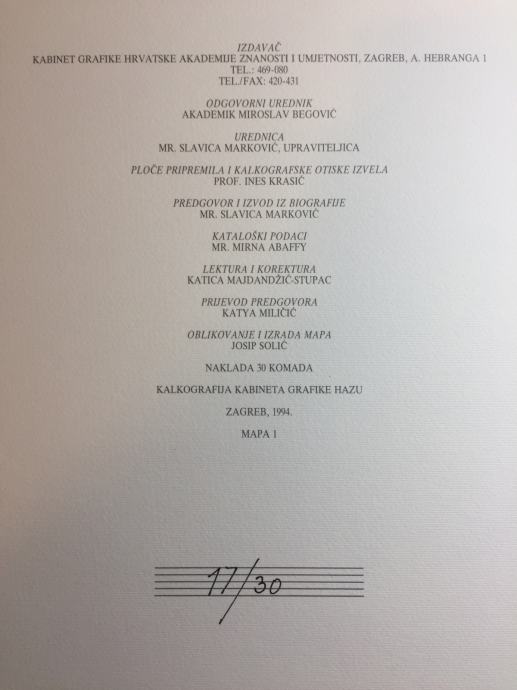 IZDAVAČ
KABINET GRAFIKE HRVATSKE AKADEMIJE ZNANOSTI I UMJETNOSTI, ZAGREB, A. HEBRANGA 1
TEL.: 469-080
TEL./FAX: 420-431
ODGOVORNI UREDNIK
AKADEMIK MIROSLAV BEGOVIĆ
UREDNICA
MR. SLAVICA MARKOVIĆ, UPRAVITELJICA
PLOČE PRIPREMILA I KALKOGRAFSKE OTISKE IZVELA
PROF. INES KRASIĆ
PREDGOVOR I IZVOD IZ BIOGRAFIJE
MR. SLAVICA MARKOVIĆ
KATALOŠKI PODACI
MR. MIRNA ABAFFY
LEKTURA I KOREKTURA
KATICA MAJDANDŽIĆ-STUPAC
PRIJEVOD PREDGOVORA
KATYA MILIČIĆ
OBLIKOVANJE I IZRADA MAPA
JOSIP SOLIĆ
NAKLADA 30 KOMADA
KALKOGRAFIJA KABINETA GRAFIKE HAZU
ZAGREB, 1994.
MAPA 1
17/30